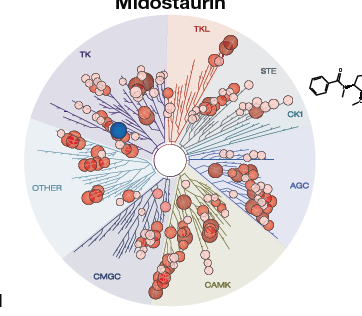 Midostaurin
TKL
TK
STE
CK1
AGC
OTHER
CMGC
CAMK
O
N